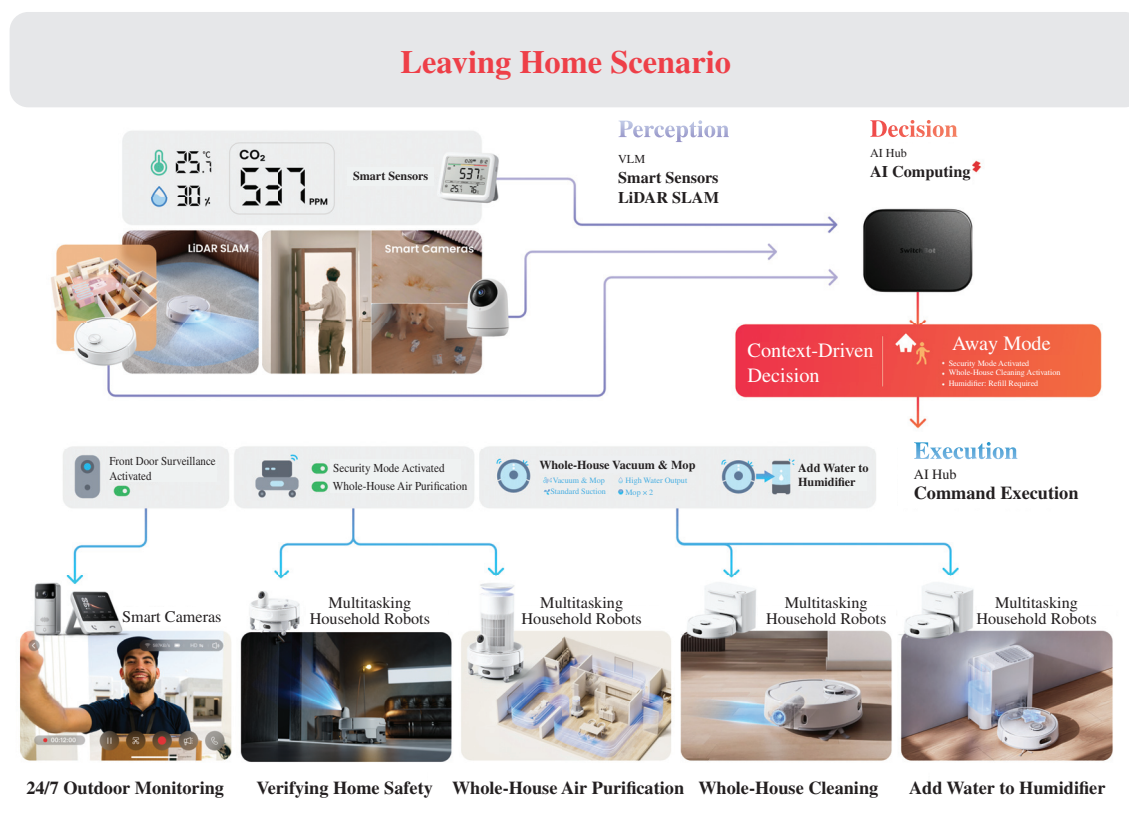 Leaving Home Scenario
Perception
VLM
Smart Sensors
LiDAR SLAM
Decision
AI Hub
AI Computing
25.7 °C
30 %
CO₂
537 PPM
Smart Sensors
537
LiDAR SLAM
Smart Cameras
SwitchBot
Context-Driven
Decision
Away Mode
• Security Mode Activated
• Whole-House Cleaning Activation
• Humidifier: Refill Required
Execution
AI Hub
Command Execution
Front Door Surveillance
Activated
Security Mode Activated
Whole-House Air Purification
Whole-House Vacuum & Mop
Vacuum & Mop
High Water Output
Standard Suction
Mop × 2
Add Water to
Humidifier
Smart Cameras
Multitasking
Household Robots
Multitasking
Household Robots
Multitasking
Household Robots
Multitasking
Household Robots
00:12:00
24/7 Outdoor Monitoring
Verifying Home Safety
Whole-House Air Purification
Whole-House Cleaning
Add Water to Humidifier